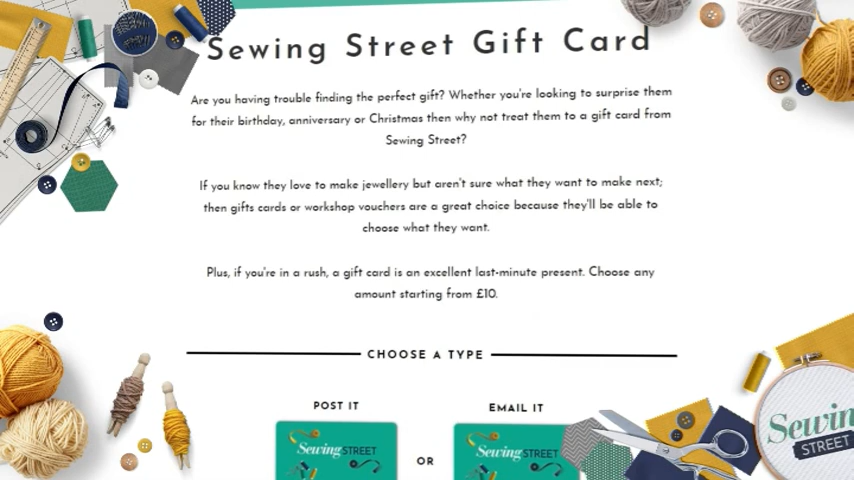 Sewing Street Gift Card
Are you having trouble finding the perfect gift? Whether you're looking to surprise them
for their birthday, anniversary or Christmas then why not treat them to a gift card from
Sewing Street?
If you know they love to make jewellery but aren't sure what they want to make next;
then gifts cards or workshop vouchers are a great choice because they'll be able to
choose what they want.
Plus, if you're in a rush, a gift card is an excellent last-minute present. Choose any
amount starting from £10.
CHOOSE A TYPE
POST IT
EMAIL IT
Sewing STREET
OR
Sewing STREET
Sewin
STREET